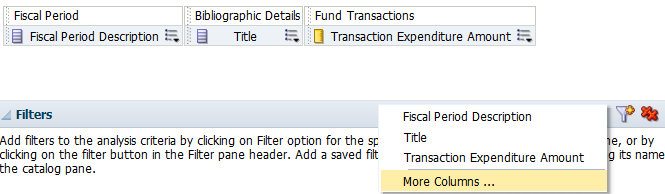 Fiscal Period Bibliographic Details Fund Transactions
Fiscal Period Description Title Transaction Expenditure Amount
Filters
Add filters to the analysis criteria by clicking on Filter option for the sp
clicking on the filter button in the Filter pane header. Add a saved filt
the catalog pane.
Fiscal Period Description
Title
Transaction Expenditure Amount
More Columns ...
ne, or by
g its name